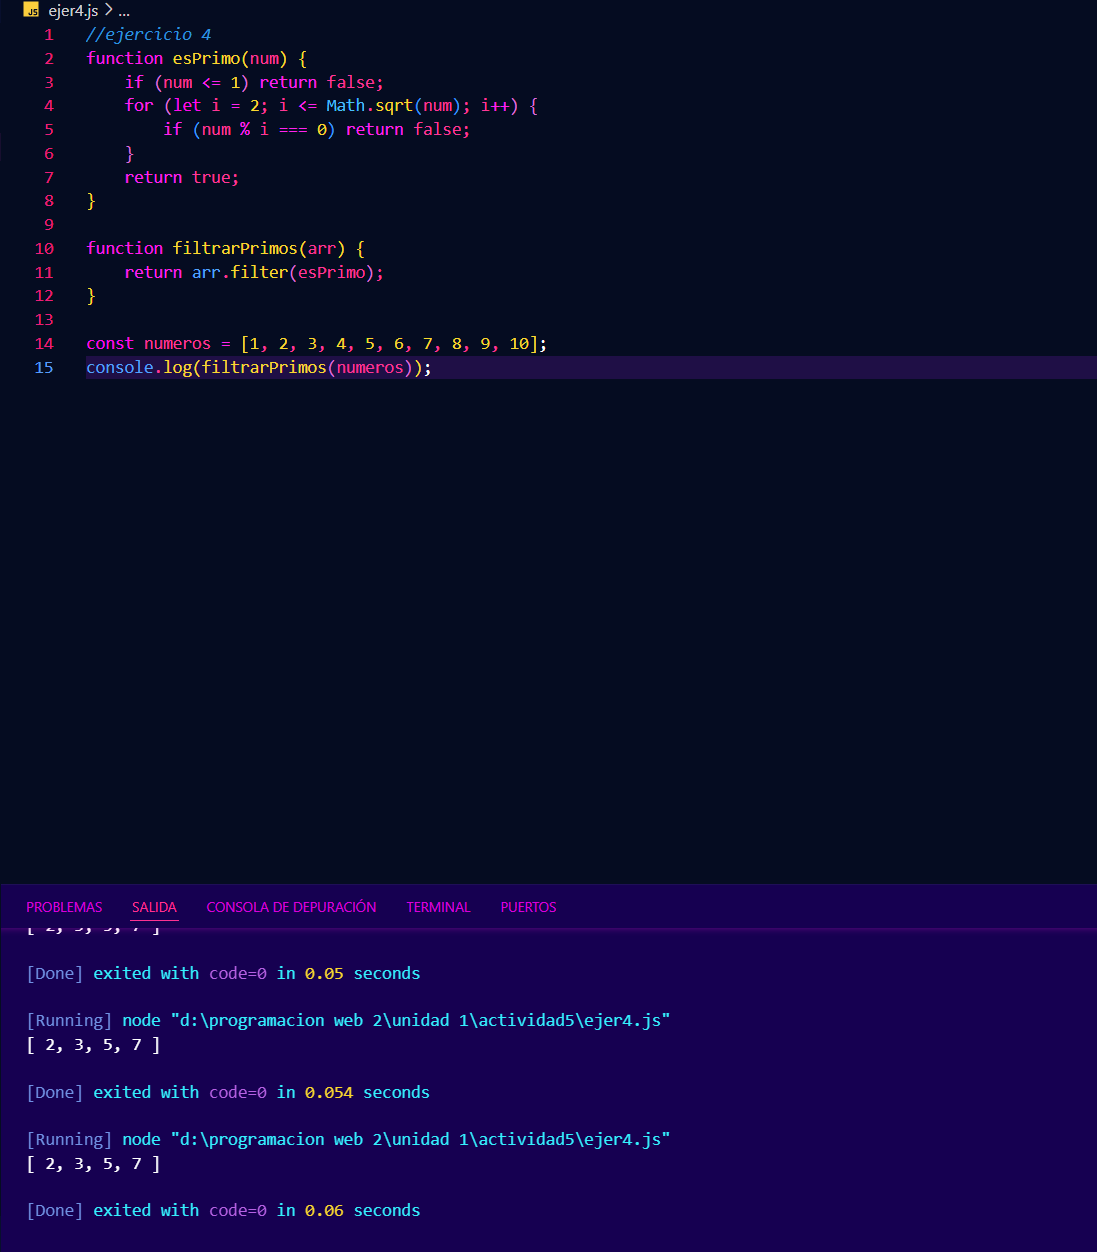 JS ejer4.js > ...
1 //ejercicio 4
2 function esPrimo(num) {
3     if (num <= 1) return false;
4     for (let i = 2; i <= Math.sqrt(num); i++) {
5         if (num % i === 0) return false;
6     }
7     return true;
8 }
9
10 function filtrarPrimos(arr) {
11     return arr.filter(esPrimo);
12 }
13
14 const numeros = [1, 2, 3, 4, 5, 6, 7, 8, 9, 10];
15 console.log(filtrarPrimos(numeros));
PROBLEMAS SALIDA CONSOLA DE DEPURACIÓN TERMINAL PUERTOS
[ 2, 3, 5, 7 ]
[Done] exited with code=0 in 0.05 seconds
[Running] node "d:\programacion web 2\unidad 1\actividad5\ejer4.js"
[ 2, 3, 5, 7 ]
[Done] exited with code=0 in 0.054 seconds
[Running] node "d:\programacion web 2\unidad 1\actividad5\ejer4.js"
[ 2, 3, 5, 7 ]
[Done] exited with code=0 in 0.06 seconds